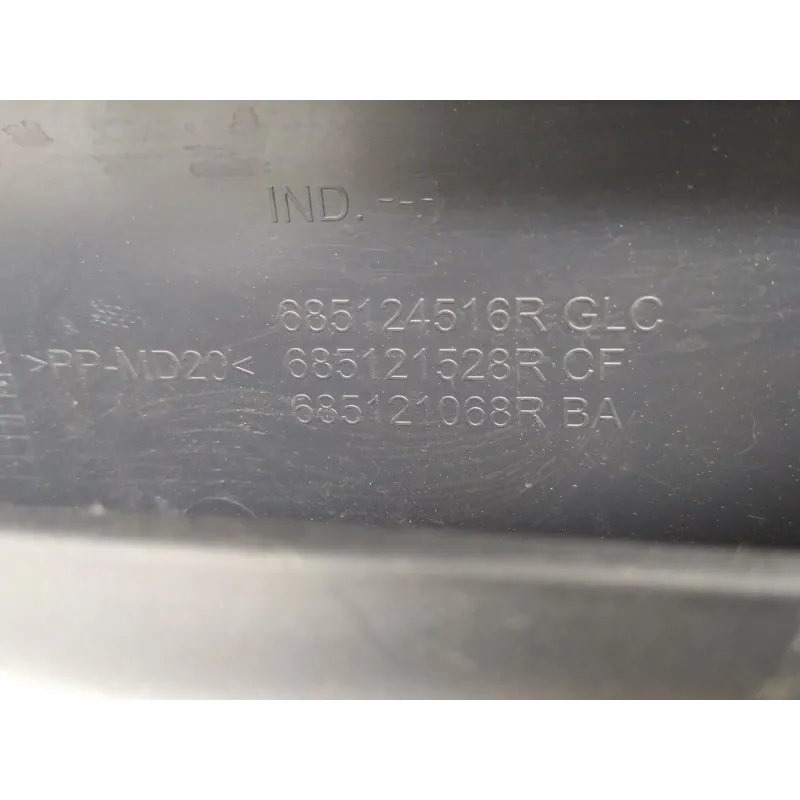 IND. ---
685124516R GLC
>PP-MD20< 685121528R CF
685121068R BA